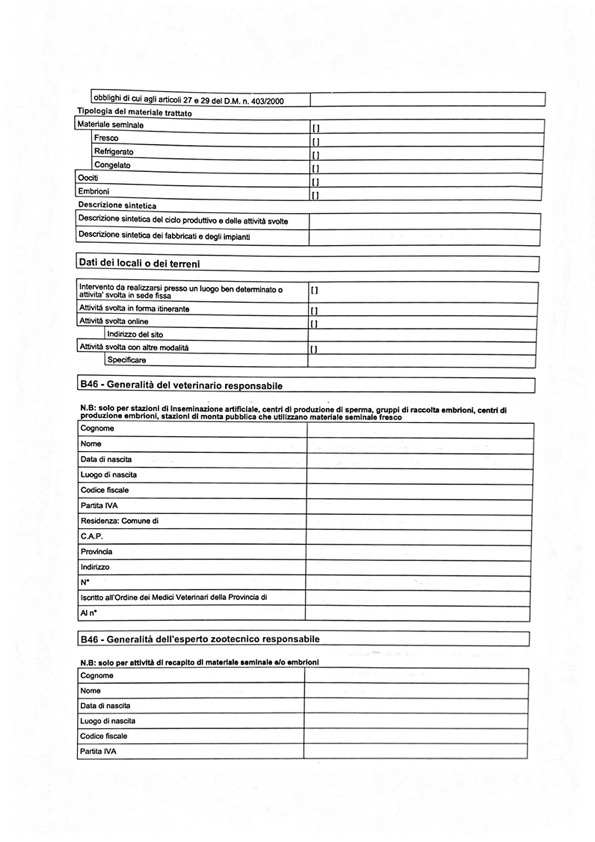 obblighi di cui agli articoli 27 e 29 del D.M. n. 403/2000
Tipologia del materiale trattato
Materiale seminale [ ]
Fresco [ ]
Refrigerato [ ]
Congelato [ ]
Oociti [ ]
Embrioni [ ]
Descrizione sintetica
Descrizione sintetica del ciclo produttivo e delle attività svolte
Descrizione sintetica dei fabbricati e degli impianti
Dati dei locali o dei terreni
Intervento da realizzarsi presso un luogo ben determinato o [ ]
attivita' svolta in sede fissa
Attività svolta in forma itinerante [ ]
Attività svolta online [ ]
Indirizzo del sito
Attività svolta con altre modalità [ ]
Specificare
B46 - Generalità del veterinario responsabile
N.B: solo per stazioni di inseminazione artificiale, centri di produzione di sperma, gruppi di raccolta embrioni, centri di
produzione embrioni, stazioni di monta pubblica che utilizzano materiale seminale fresco
Cognome
Nome
Data di nascita
Luogo di nascita
Codice fiscale
Partita IVA
Residenza: Comune di
C.A.P.
Provincia
Indirizzo
N°
Iscritto all'Ordine dei Medici Veterinari della Provincia di
Al n°
B46 - Generalità dell'esperto zootecnico responsabile
N.B: solo per attività di recapito di materiale seminale e/o embrioni
Cognome
Nome
Data di nascita
Luogo di nascita
Codice fiscale
Partita IVA